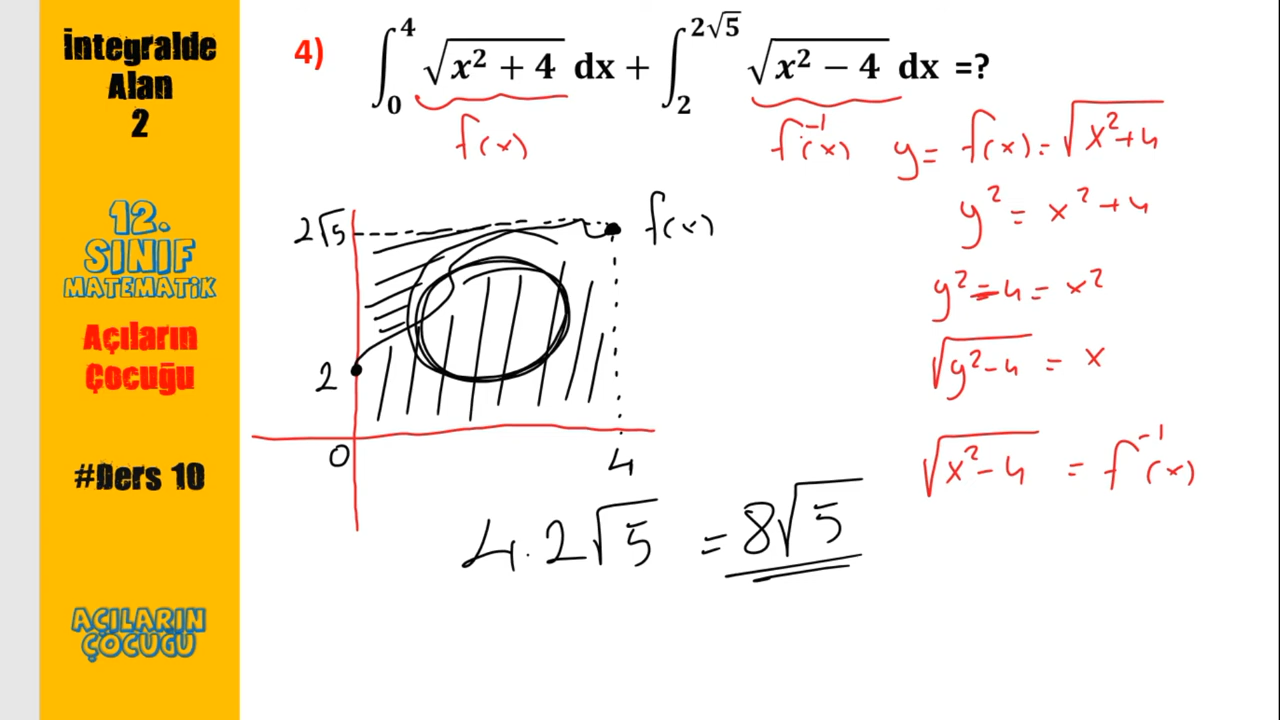 İntegralde
Alan
2
12.
SINIF
MATEMATİK
Açıların
Çocuğu
#Ders 10
AÇILARIN
ÇOCUĞU
4) ∫₀⁴ √(x² + 4) dx + ∫₂^(2√5) √(x² − 4) dx =?
f(x)
f⁻¹(x)
y = f(x) = √(x²+4)
y² = x² + 4
y² − 4 = x²
√(y² − 4) = x
√(x² − 4) = f⁻¹(x)
2√5
f(x)
2
0
4
4.2√5 = 8√5